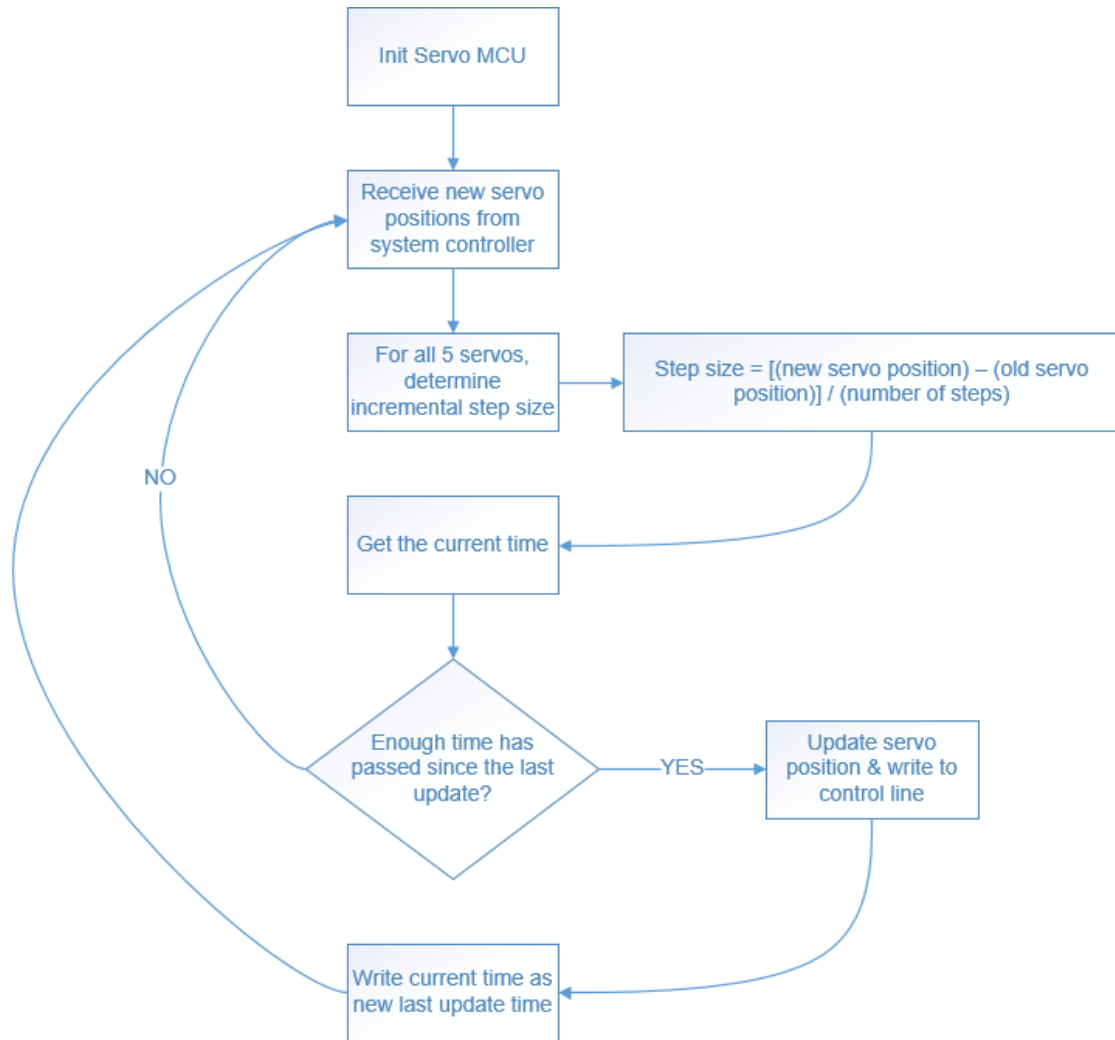 Init Servo MCU
Receive new servo
positions from
system controller
For all 5 servos,
determine
incremental step size
Step size = [(new servo position) – (old servo
position)] / (number of steps)
NO
Get the current time
Enough time has
passed since the last
update?
YES
Update servo
position & write to
control line
Write current time as
new last update time